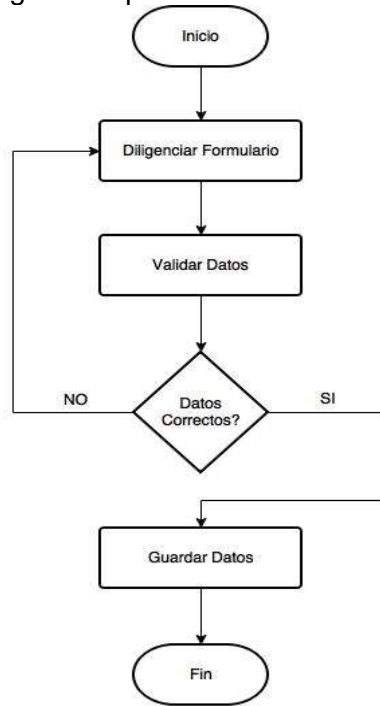 Inicio
Diligenciar Formulario
Validar Datos
NO
Datos
Correctos?
SI
Guardar Datos
Fin